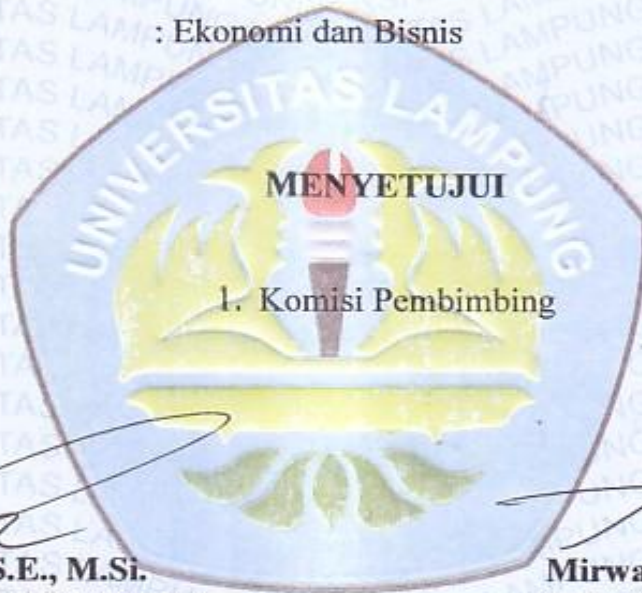 : Ekonomi dan Bisnis
UNIVERSITAS LAMPUNG
MENYETUJUI
1. Komisi Pembimbing
S.E., M.Si.
Mirwa